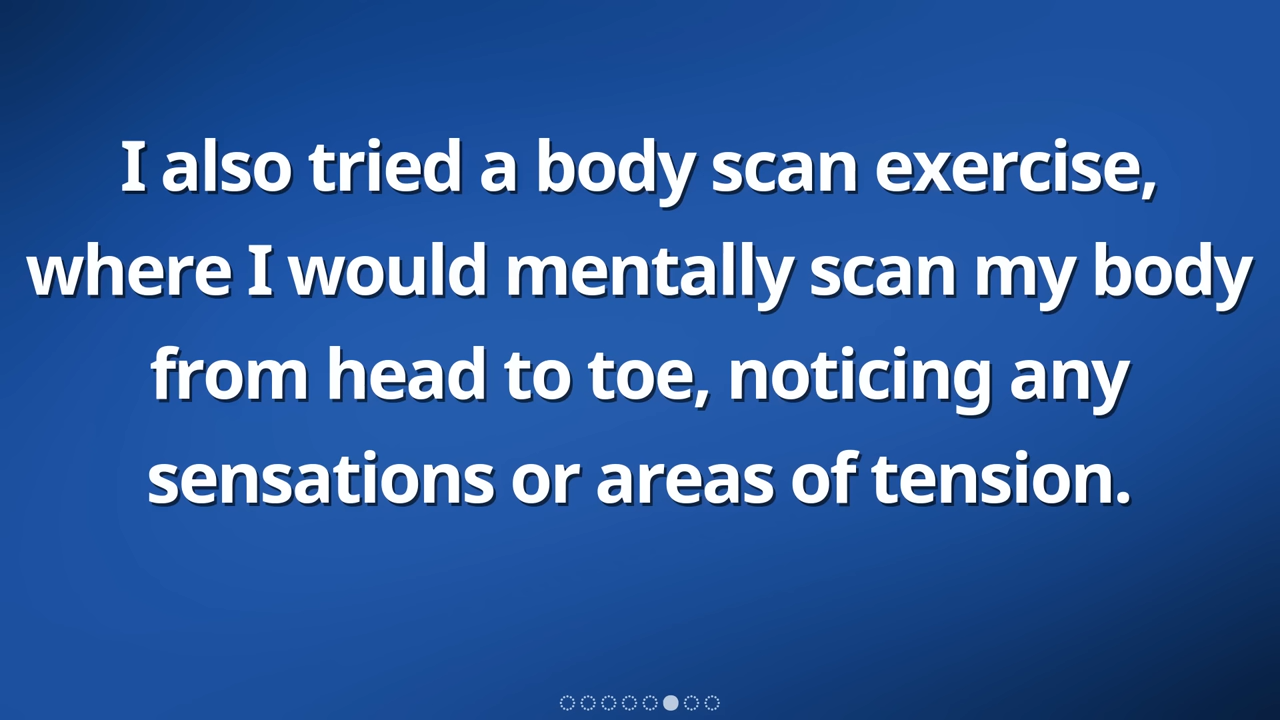 I also tried a body scan exercise,
where I would mentally scan my body
from head to toe, noticing any
sensations or areas of tension.